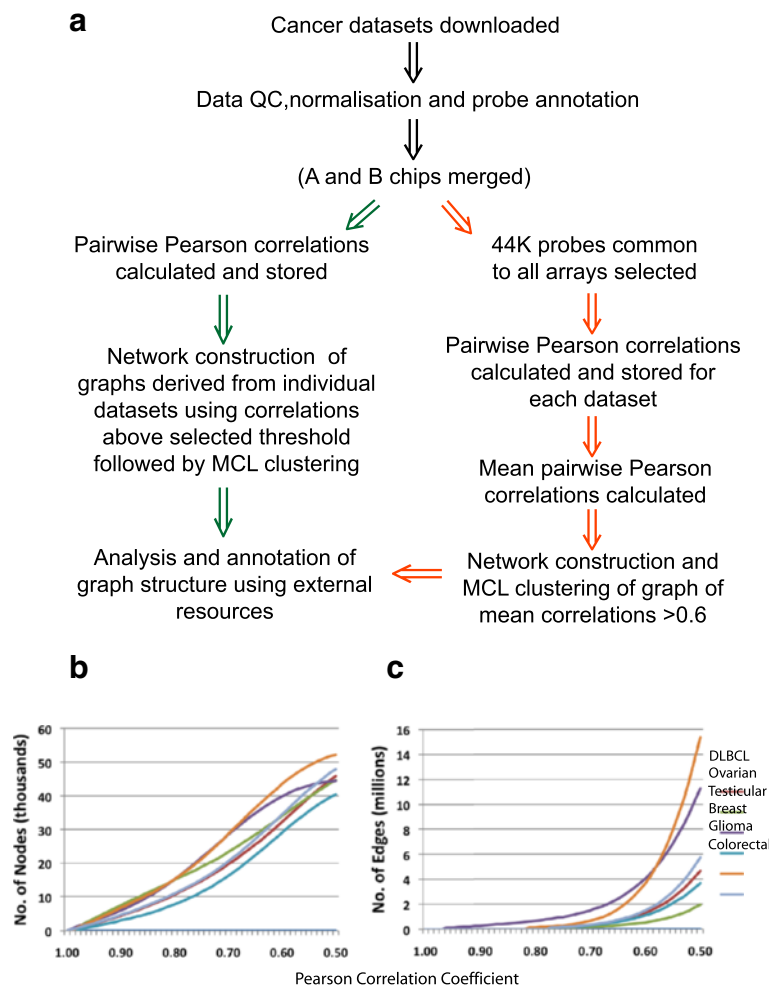 a
Cancer datasets downloaded
Data QC,normalisation and probe annotation
(A and B chips merged)
Pairwise Pearson correlations
calculated and stored
Network construction of
graphs derived from individual
datasets using correlations
above selected threshold
followed by MCL clustering
Analysis and annotation of
graph structure using external
resources
44K probes common
to all arrays selected
Pairwise Pearson correlations
calculated and stored for
each dataset
Mean pairwise Pearson
correlations calculated
Network construction and
MCL clustering of graph of
mean correlations >0.6
b
No. of Nodes (thousands)
60
50
40
30
20
10
0
1.00 0.90 0.80 0.70 0.60 0.50
c
No. of Edges (millions)
16
14
12
10
8
6
4
2
0
1.00 0.90 0.80 0.70 0.60 0.50
DLBCL
Ovarian
Testicular
Breast
Glioma
Colorectal
Pearson Correlation Coefficient